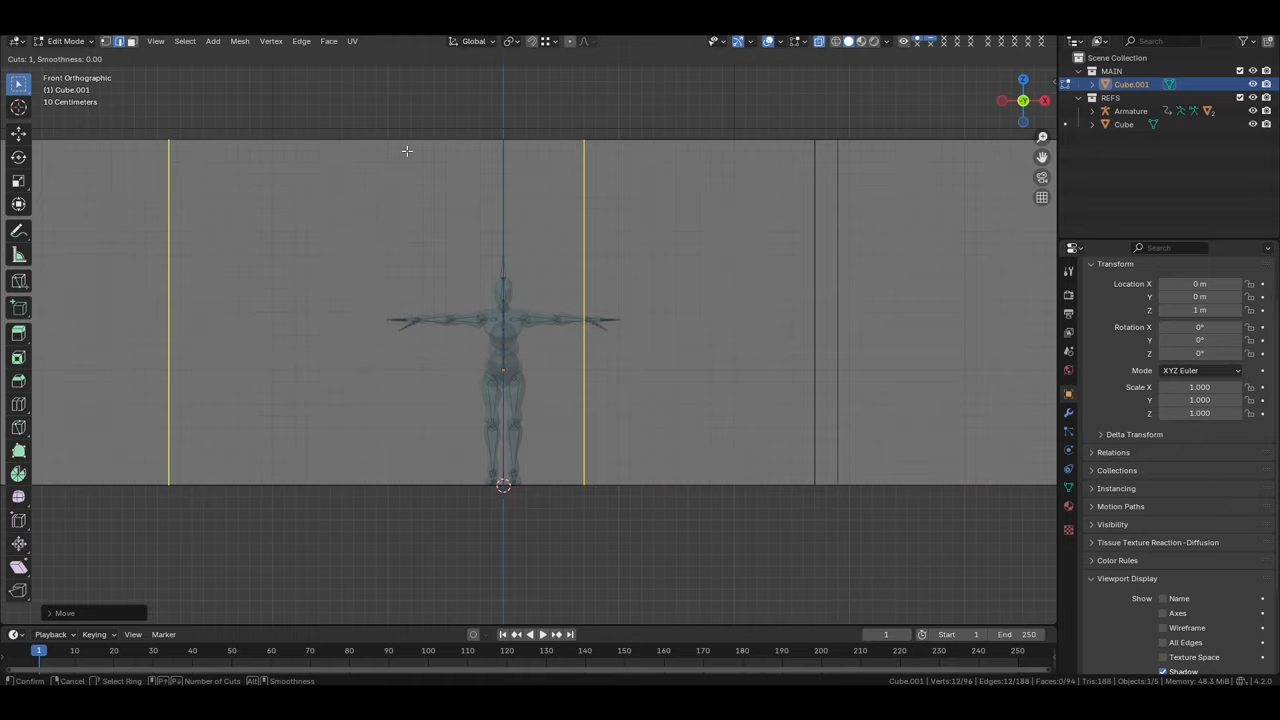 Edit Mode View Select Add Mesh Vertex Edge Face UV Global Search
Cuts: 1, Smoothness: 0.00
Scene Collection
Front Orthographic
(1) Cube.001
10 Centimeters
MAIN
Cube.001
REFS
Armature 2
Cube
Z
Y
X
Search
Transform
Location X 0 m
Y 0 m
Z 1 m
Rotation X 0°
Y 0°
Z 0°
Mode XYZ Euler
Scale X 1.000
Y 1.000
Z 1.000
Delta Transform
Relations
Collections
Instancing
Motion Paths
Visibility
Tissue Texture Reaction-Diffusion
Color Rules
Viewport Display
Show Name
Axes
Wireframe
All Edges
Texture Space
Shadow
Move
Playback Keying View Marker 1 Start 1 End 250
1 10 20 30 40 50 60 70 80 90 100 110 120 130 140 150 160 170 180 190 200 210 220 230 240 250
Confirm Cancel Select Ring Number of Cuts Alt Smoothness Cube.001 | Verts:12/96 | Edges:12/188 | Faces:0/94 | Tris:188 | Objects:1/5 | Memory: 48.3 MiB | 4.2.0